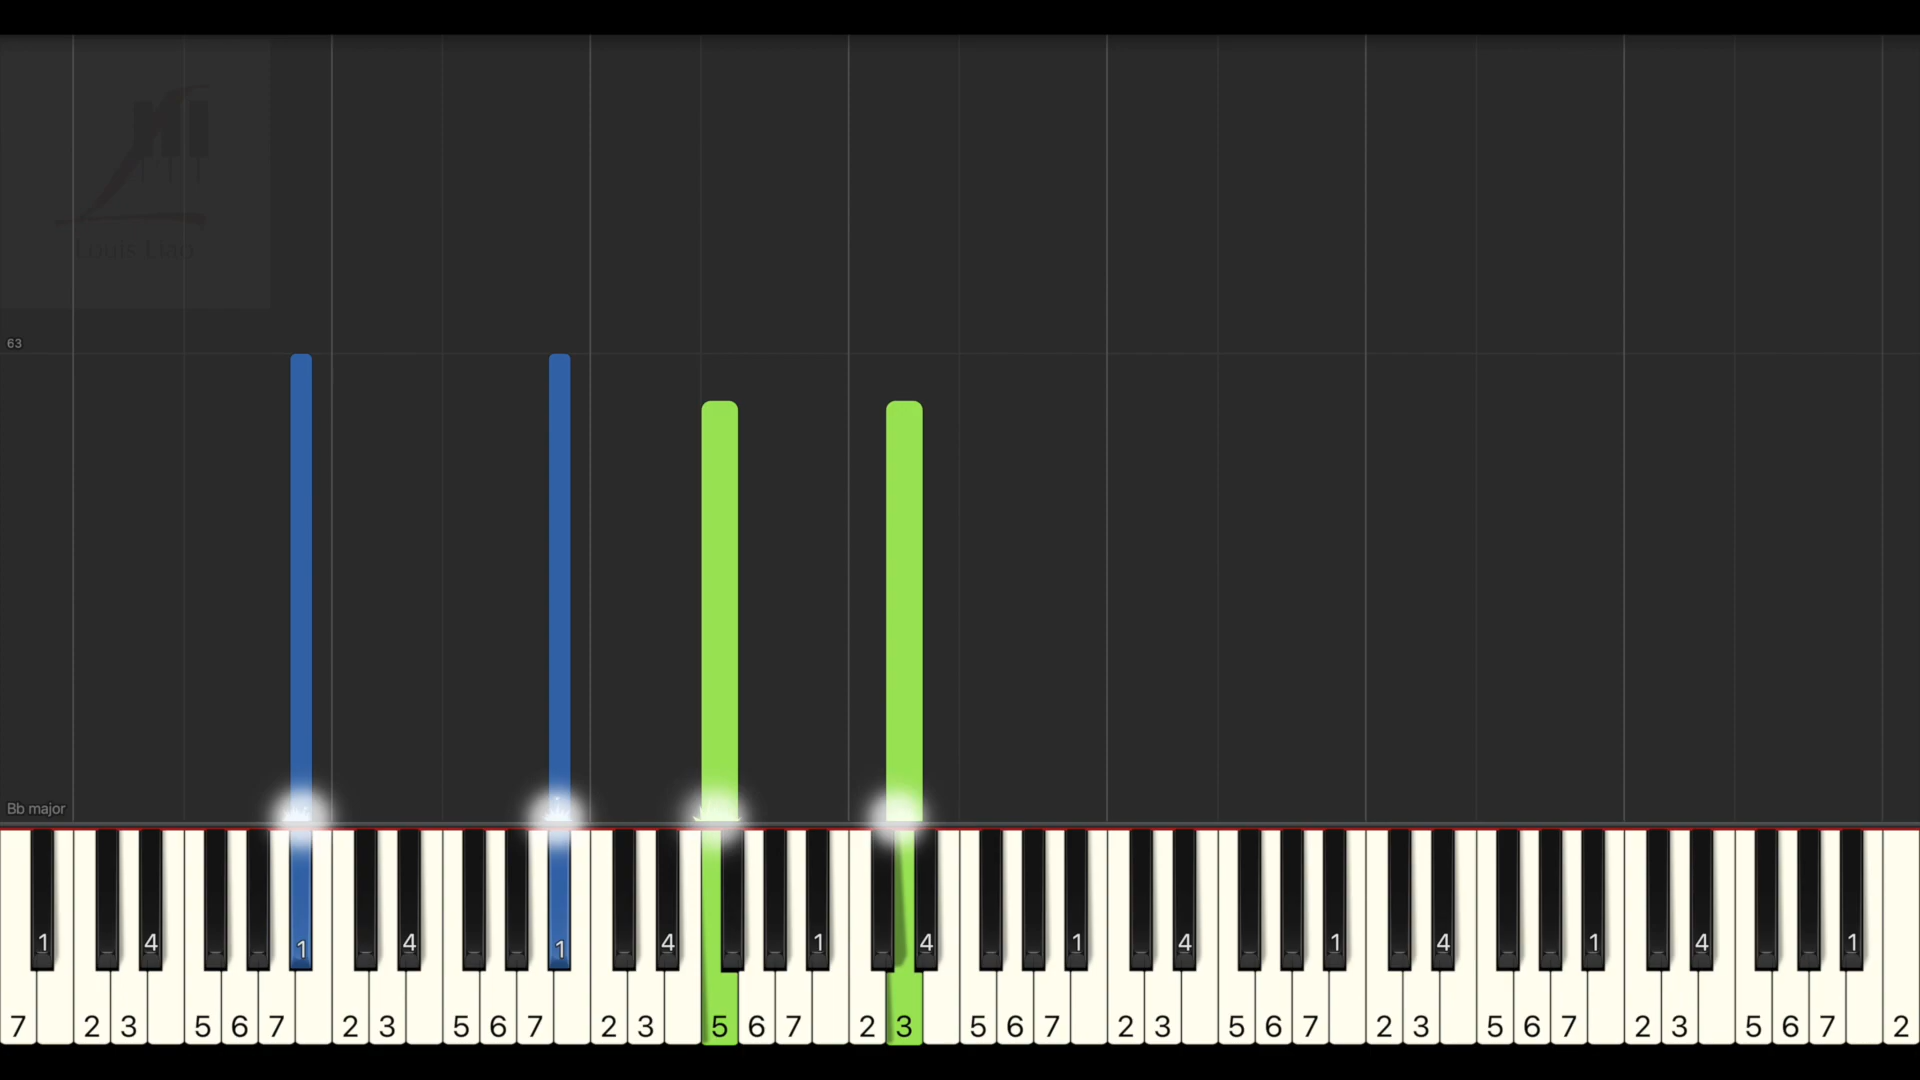 Louis Liao
63
Bb major
1 4 1 4 1 4 1 4 1 4 1 4 1 4 1
7 2 3 5 6 7 2 3 5 6 7 2 3 5 6 7 2 3 5 6 7 2 3 5 6 7 2 3 5 6 7 2 3 5 6 7 2